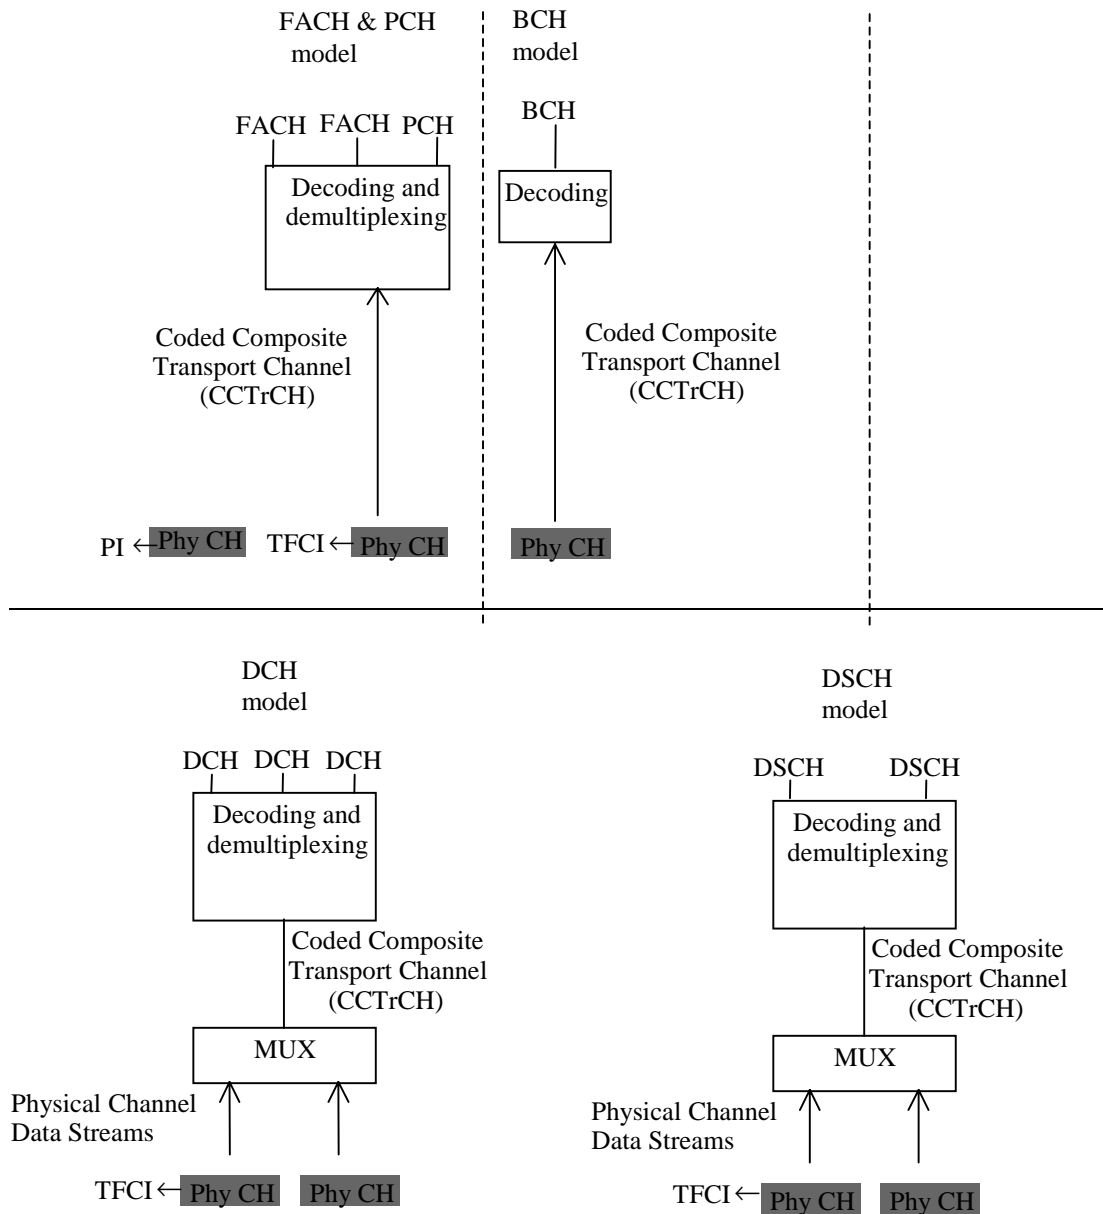 FACH & PCH
model
BCH
model
FACH FACH PCH
BCH
Decoding and
demultiplexing
Decoding
Coded Composite
Transport Channel
(CCTrCH)
Coded Composite
Transport Channel
(CCTrCH)
PI Phy CH TFCI Phy CH
Phy CH
DCH
model
DSCH
model
DCH DCH DCH
DSCH DSCH
Decoding and
demultiplexing
Decoding and
demultiplexing
Coded Composite
Transport Channel
(CCTrCH)
Coded Composite
Transport Channel
(CCTrCH)
MUX
MUX
Physical Channel
Data Streams
Physical Channel
Data Streams
TFCI Phy CH Phy CH
TFCI Phy CH Phy CH